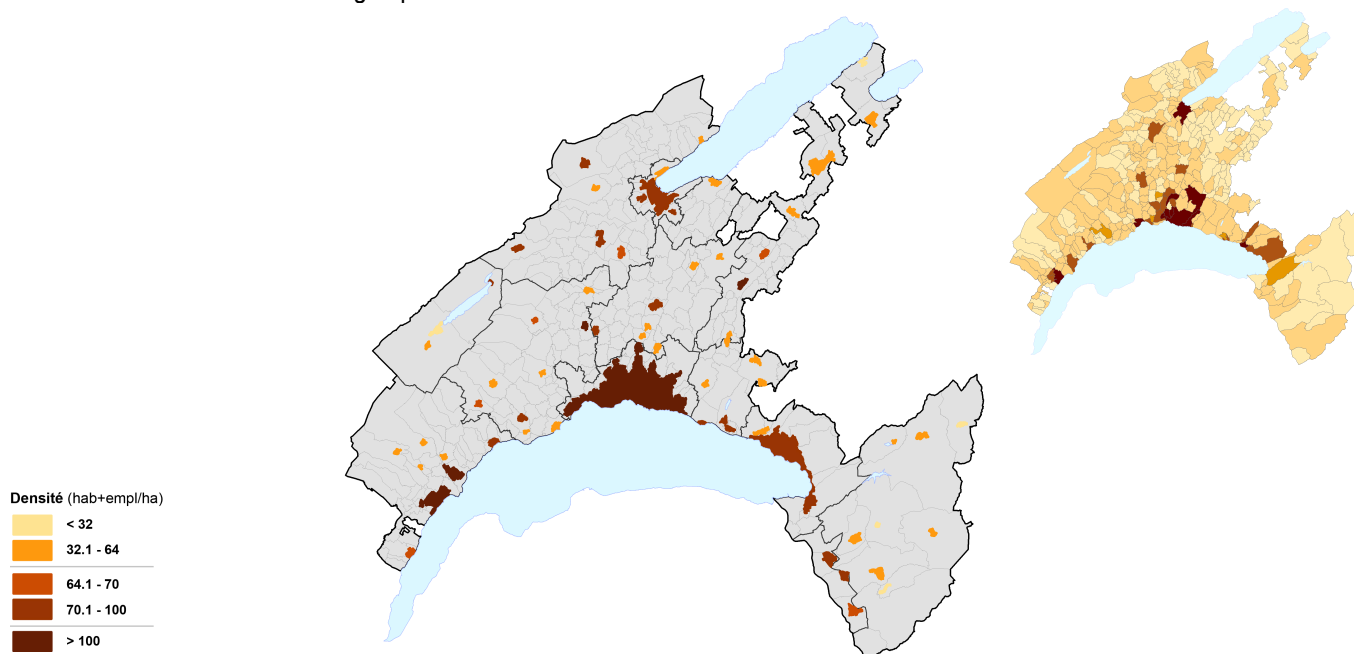 Densité (hab+empl/ha)
< 32
32.1 - 64
64.1 - 70
70.1 - 100
> 100